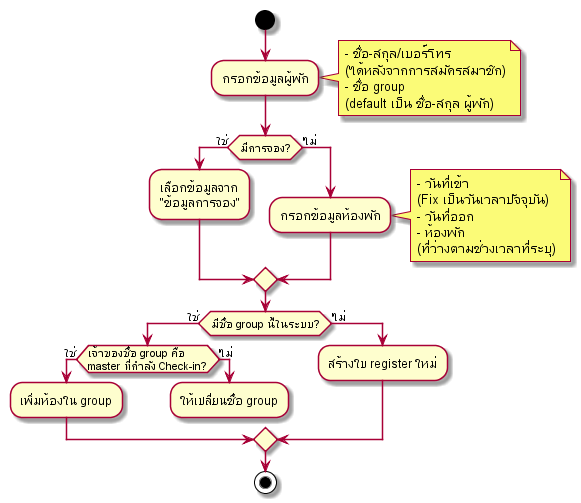 กรอกข้อมูลผู้พัก
- ชื่อ-สกุล/เบอร์โทร
(ได้หลังจากการสมัครสมาชิก)
- ชื่อ group
(default เป็น ชื่อ-สกุล ผู้พัก)
ใช่
มีการจอง?
ไม่
เลือกข้อมูลจาก
"ข้อมูลการจอง"
กรอกข้อมูลห้องพัก
- วันที่เข้า
(Fix เป็นวันเวลาปัจจุบัน)
- วันที่ออก
- ห้องพัก
(ที่ว่างตามช่วงเวลาที่ระบุ)
ใช่
มีชื่อ group นี้ในระบบ?
ไม่
ใช่
เจ้าของชื่อ group คือ
master ที่กำลัง Check-in?
ไม่
สร้างใบ register ใหม่
เพิ่มห้องใน group
ให้เปลี่ยนชื่อ group